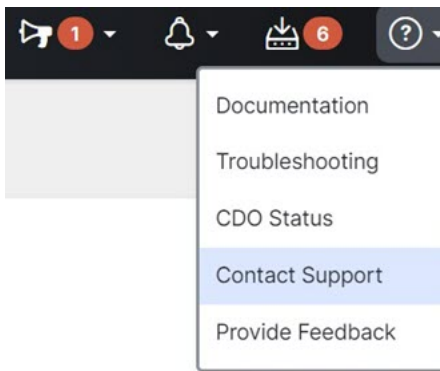 1
6
?
Documentation
Troubleshooting
CDO Status
Contact Support
Provide Feedback